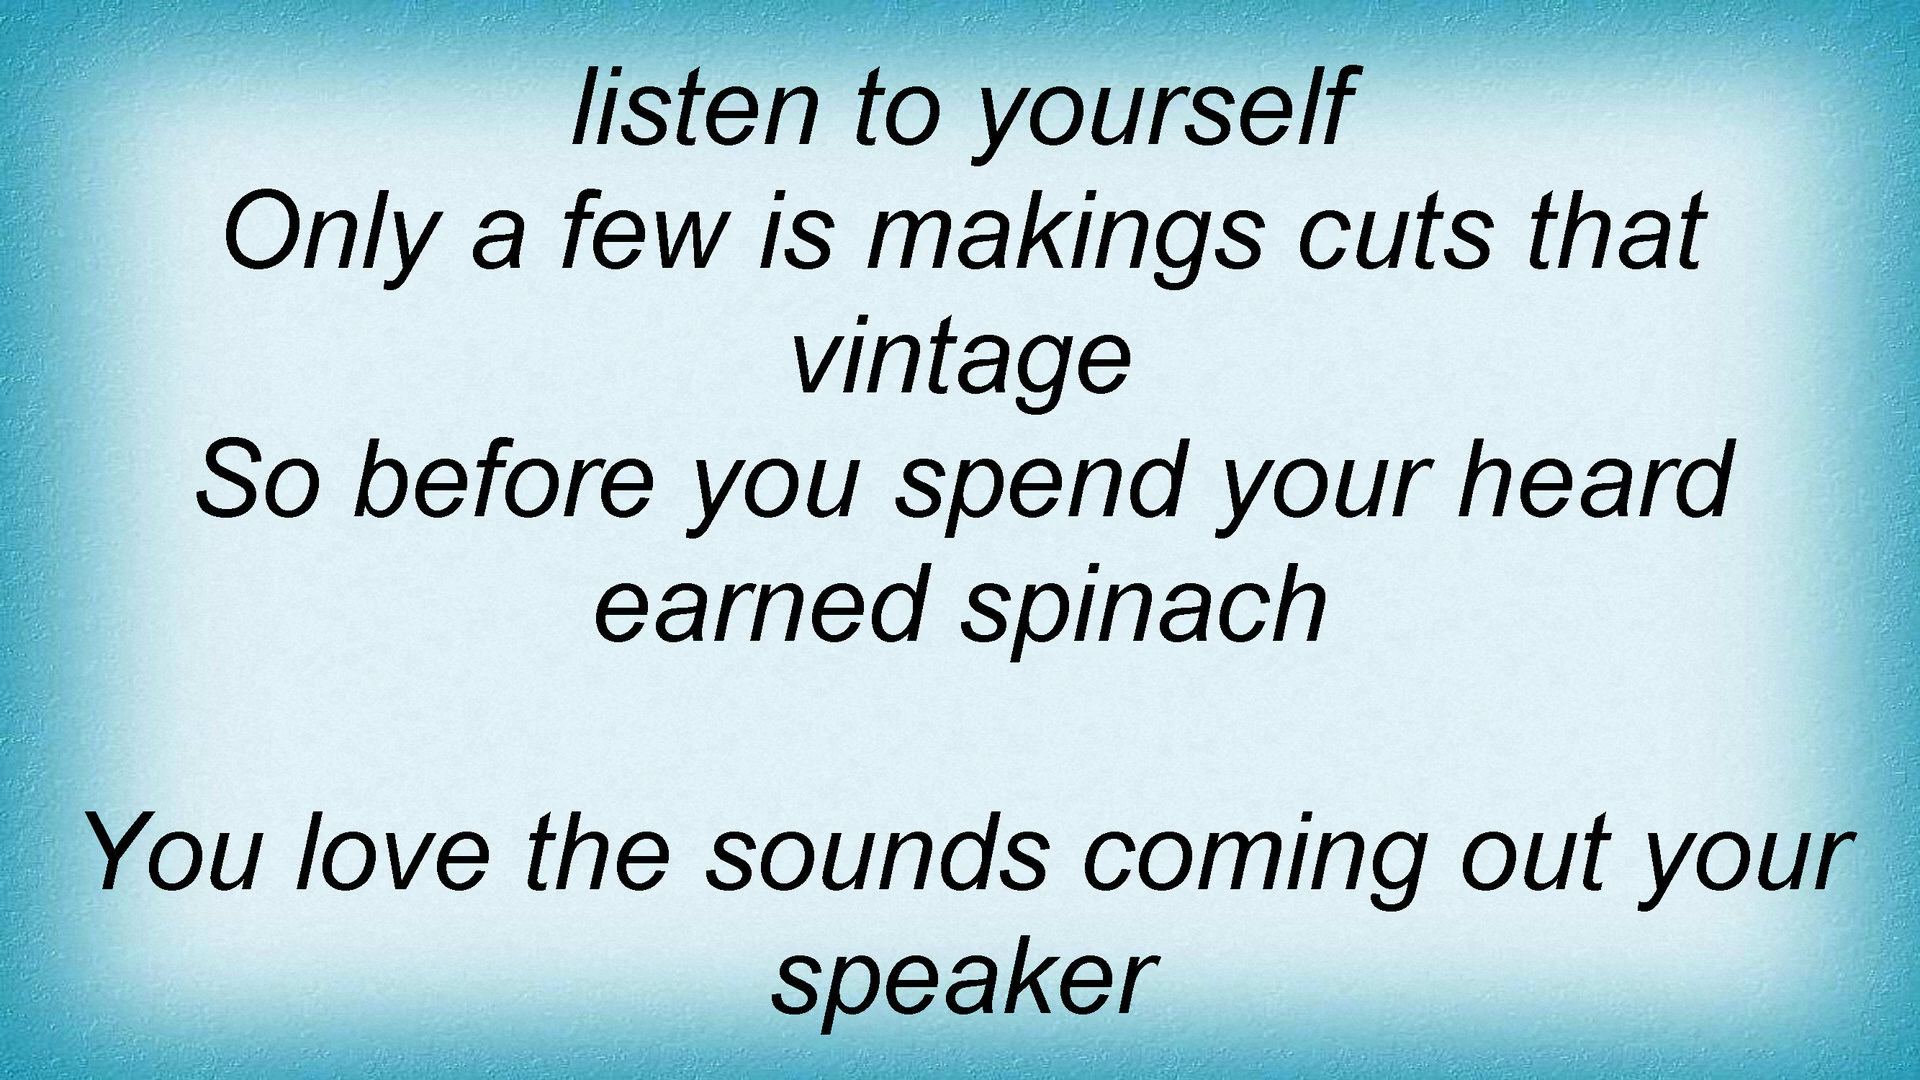 listen to yourself
Only a few is makings cuts that
vintage
So before you spend your heard
earned spinach
You love the sounds coming out your
speaker